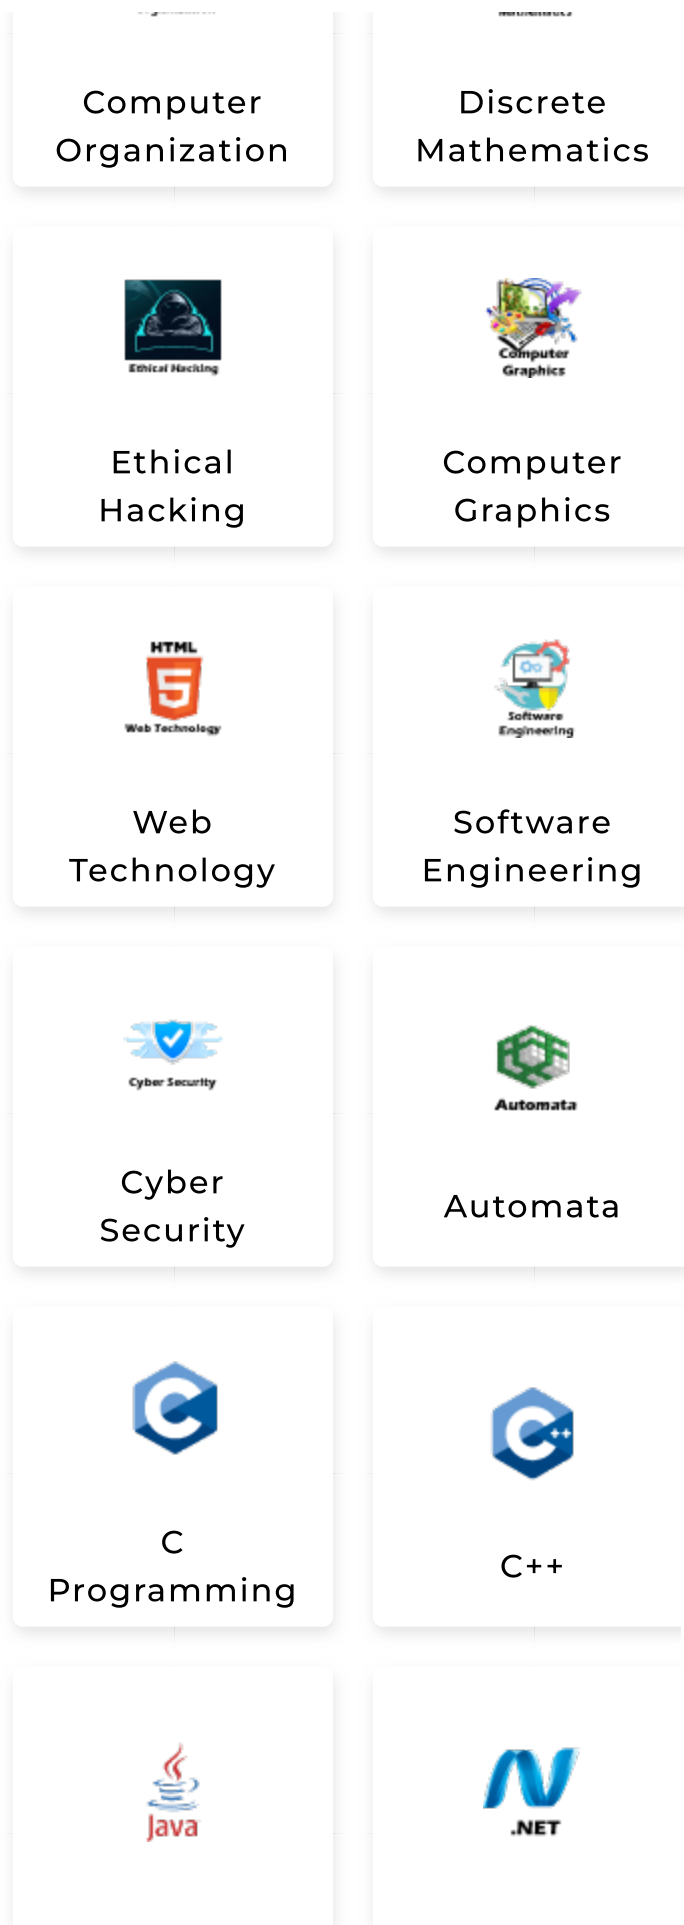 Computer
Organization
Discrete
Mathematics
Ethical Hacking
Ethical
Hacking
Computer
Graphics
Computer
Graphics
HTML
5
Web Technology
Web
Technology
Software
Engineering
Software
Engineering
Cyber Security
Cyber
Security
Automata
Automata
C
C
Programming
C++
C++
Java
.NET